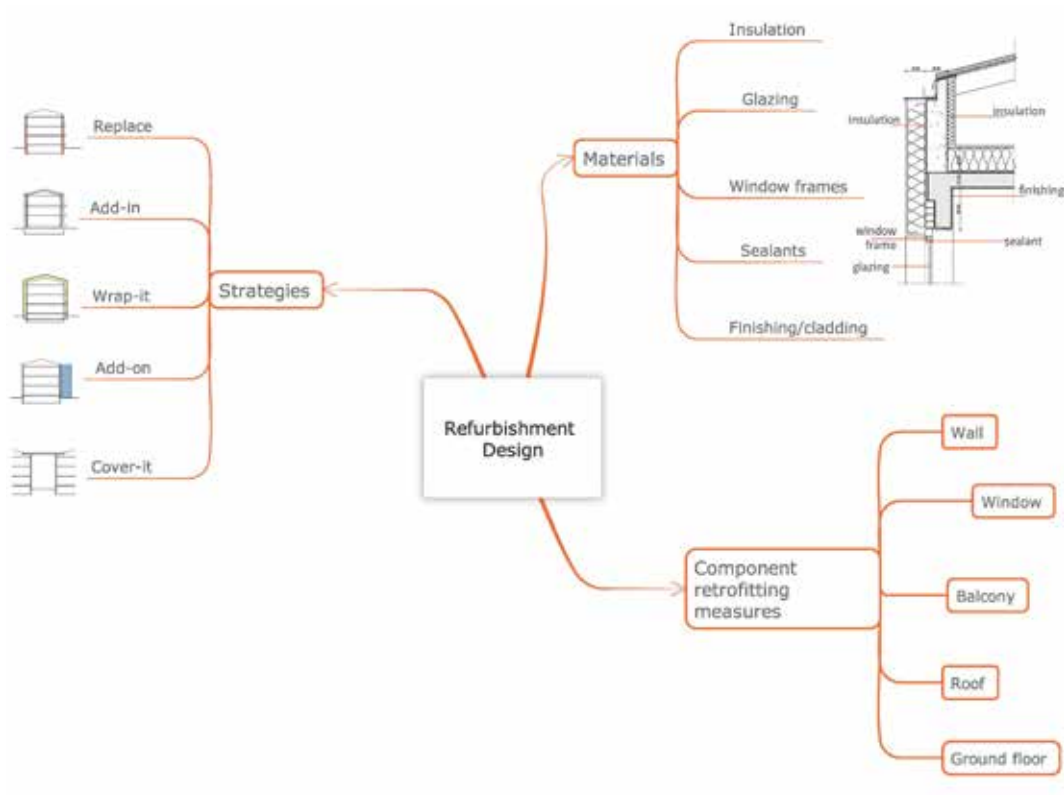 Refurbishment
Design
Strategies
Replace
Add-in
Wrap-it
Add-on
Cover-it
Materials
Insulation
Glazing
Window frames
Sealants
Finishing/cladding
insulation
insulation
finishing
window
frame
sealant
glazing
Component
retrofitting
measures
Wall
Window
Balcony
Roof
Ground floor